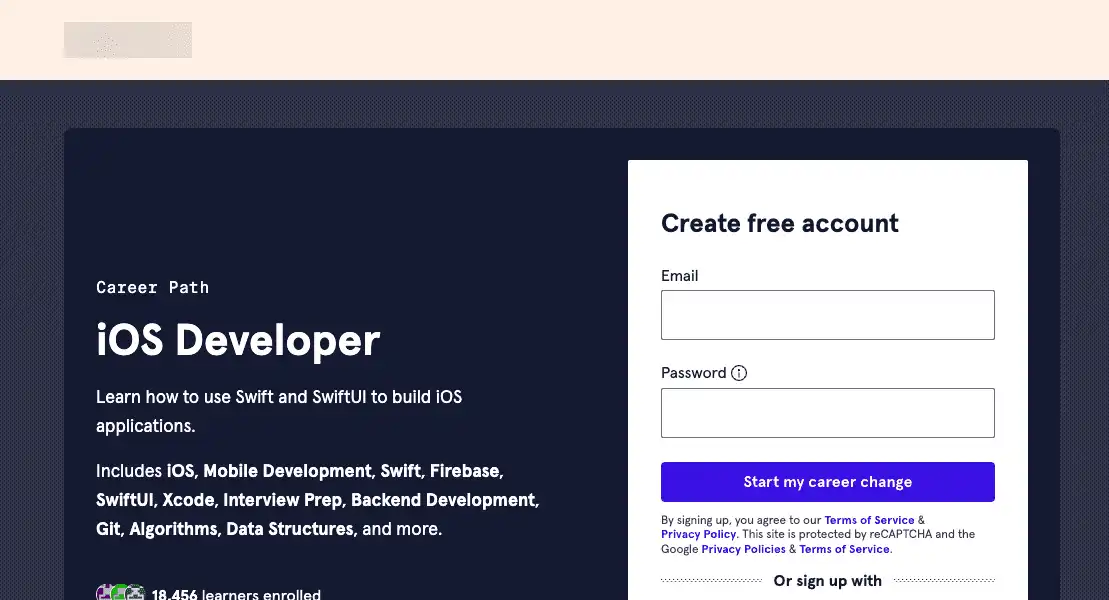 Career Path
iOS Developer
Learn how to use Swift and SwiftUI to build iOS
applications.
Includes iOS, Mobile Development, Swift, Firebase,
SwiftUI, Xcode, Interview Prep, Backend Development,
Git, Algorithms, Data Structures, and more.
18,456 learners enrolled
Create free account
Email
Password
Start my career change
By signing up, you agree to our Terms of Service &
Privacy Policy. This site is protected by reCAPTCHA and the
Google Privacy Policies & Terms of Service.
Or sign up with